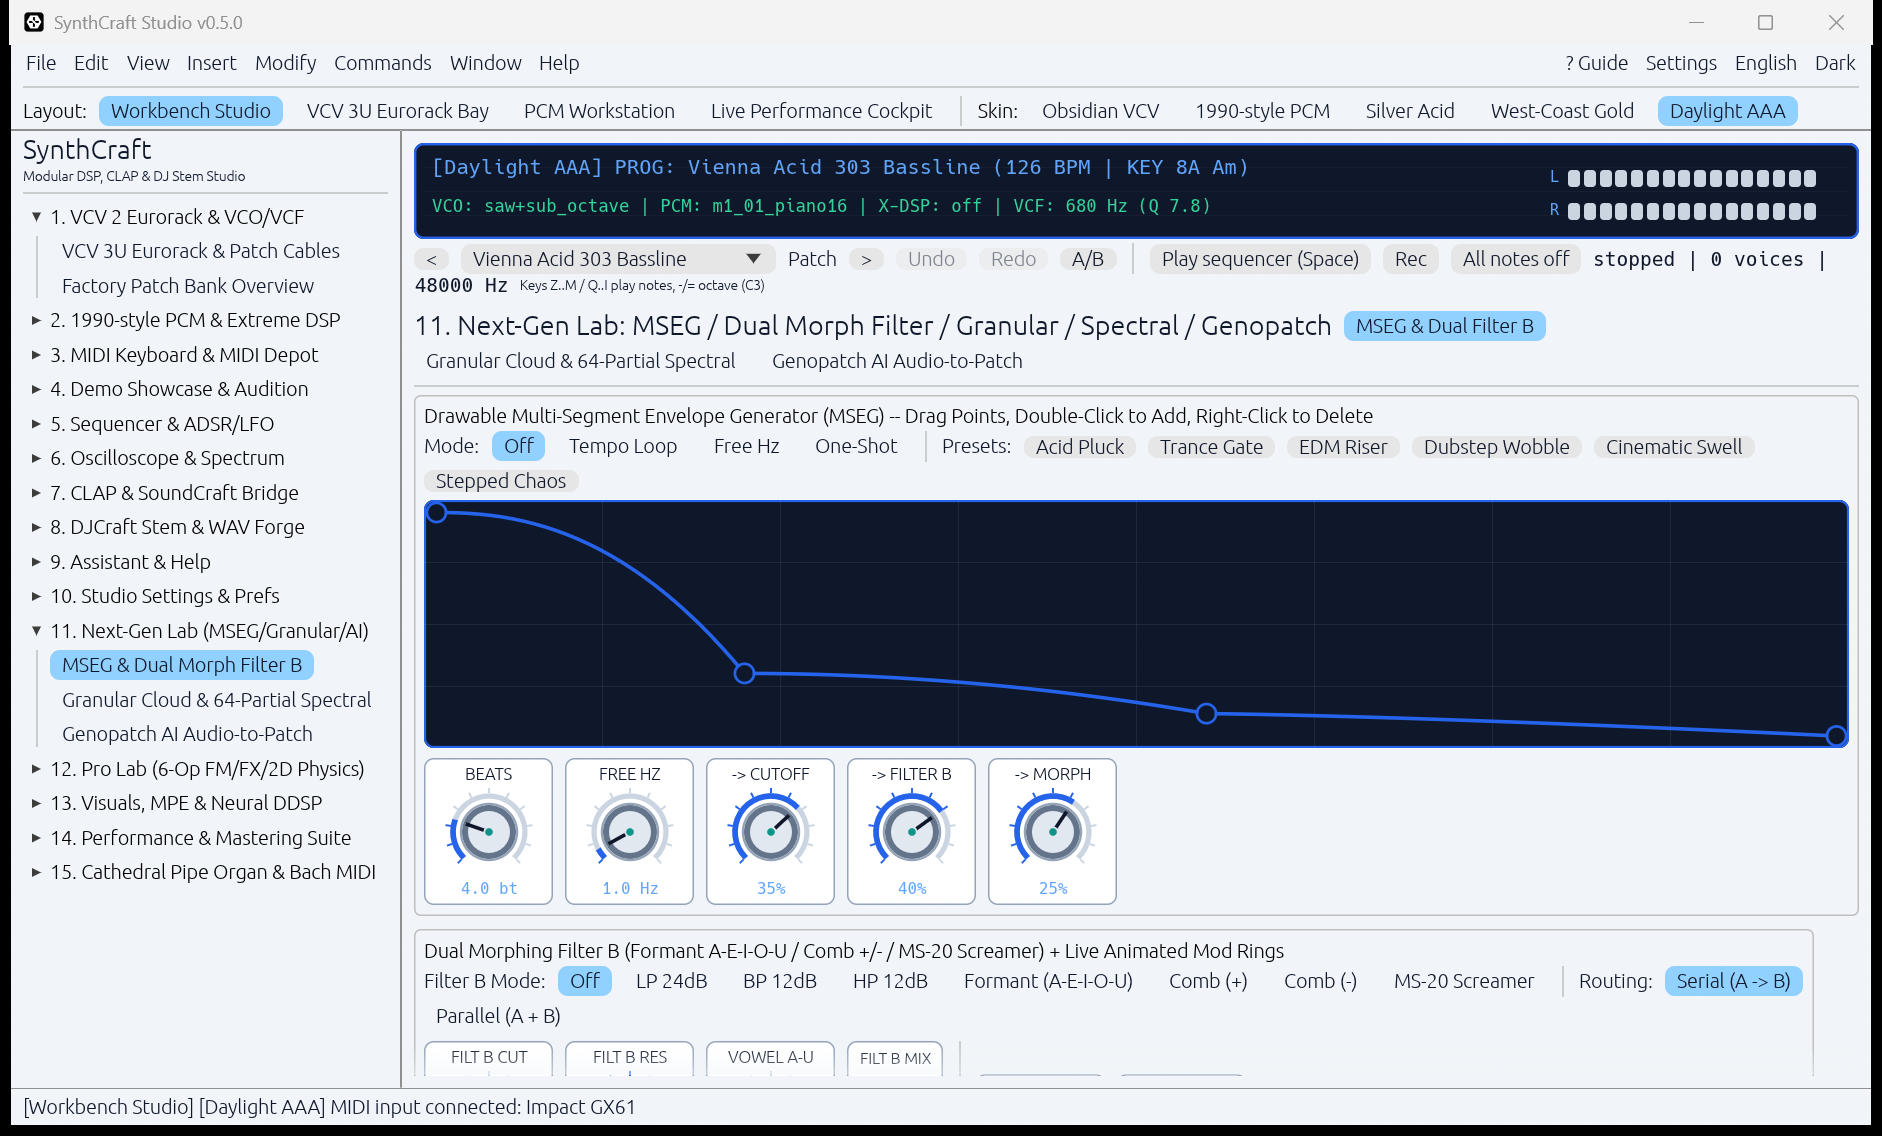 SynthCraft Studio v0.5.0
File Edit View Insert Modify Commands Window Help ? Guide Settings English Dark
Layout: Workbench Studio VCV 3U Eurorack Bay PCM Workstation Live Performance Cockpit Skin: Obsidian VCV 1990-style PCM Silver Acid West-Coast Gold Daylight AAA
SynthCraft
Modular DSP, CLAP & DJ Stem Studio
▼ 1. VCV 2 Eurorack & VCO/VCF
VCV 3U Eurorack & Patch Cables
Factory Patch Bank Overview
► 2. 1990-style PCM & Extreme DSP
► 3. MIDI Keyboard & MIDI Depot
► 4. Demo Showcase & Audition
► 5. Sequencer & ADSR/LFO
► 6. Oscilloscope & Spectrum
► 7. CLAP & SoundCraft Bridge
► 8. DJCraft Stem & WAV Forge
► 9. Assistant & Help
► 10. Studio Settings & Prefs
▼ 11. Next-Gen Lab (MSEG/Granular/AI)
MSEG & Dual Morph Filter B
Granular Cloud & 64-Partial Spectral
Genopatch AI Audio-to-Patch
► 12. Pro Lab (6-Op FM/FX/2D Physics)
► 13. Visuals, MPE & Neural DDSP
► 14. Performance & Mastering Suite
► 15. Cathedral Pipe Organ & Bach MIDI
[Daylight AAA] PROG: Vienna Acid 303 Bassline (126 BPM | KEY 8A Am)
VCO: saw+sub_octave | PCM: m1_01_piano16 | X-DSP: off | VCF: 680 Hz (Q 7.8)
L
R
< Vienna Acid 303 Bassline ▼ Patch > Undo Redo A/B Play sequencer (Space) Rec All notes off stopped | 0 voices |
48000 Hz Keys Z..M / Q..I play notes, -/= octave (C3)
11. Next-Gen Lab: MSEG / Dual Morph Filter / Granular / Spectral / Genopatch MSEG & Dual Filter B
Granular Cloud & 64-Partial Spectral Genopatch AI Audio-to-Patch
Drawable Multi-Segment Envelope Generator (MSEG) -- Drag Points, Double-Click to Add, Right-Click to Delete
Mode: Off Tempo Loop Free Hz One-Shot Presets: Acid Pluck Trance Gate EDM Riser Dubstep Wobble Cinematic Swell
Stepped Chaos
BEATS FREE HZ -> CUTOFF -> FILTER B -> MORPH
4.0 bt 1.0 Hz 35% 40% 25%
Dual Morphing Filter B (Formant A-E-I-O-U / Comb +/- / MS-20 Screamer) + Live Animated Mod Rings
Filter B Mode: Off LP 24dB BP 12dB HP 12dB Formant (A-E-I-O-U) Comb (+) Comb (-) MS-20 Screamer Routing: Serial (A -> B)
Parallel (A + B)
FILT B CUT FILT B RES VOWEL A-U FILT B MIX
[Workbench Studio] [Daylight AAA] MIDI input connected: Impact GX61